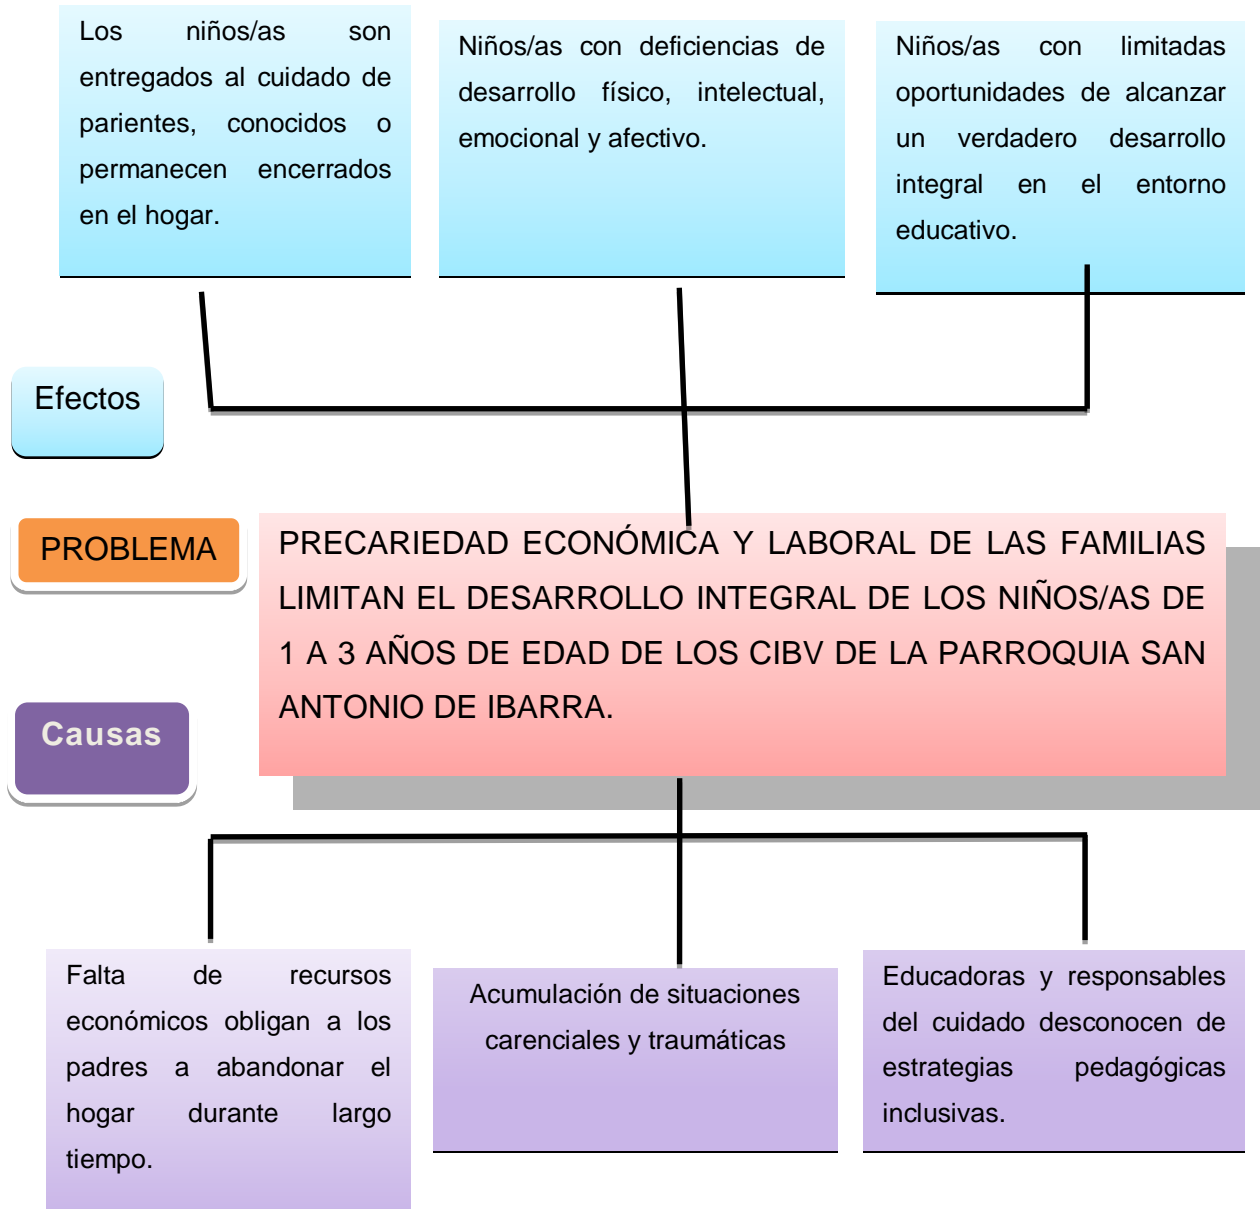 Los niños/as son
entregados al cuidado de
parientes, conocidos o
permanecen encerrados
en el hogar.
Niños/as con deficiencias de
desarrollo físico, intelectual,
emocional y afectivo.
Niños/as con limitadas
oportunidades de alcanzar
un verdadero desarrollo
integral en el entorno
educativo.
Efectos
PROBLEMA
PRECARIEDAD ECONÓMICA Y LABORAL DE LAS FAMILIAS
LIMITAN EL DESARROLLO INTEGRAL DE LOS NIÑOS/AS DE
1 A 3 AÑOS DE EDAD DE LOS CIBV DE LA PARROQUIA SAN
ANTONIO DE IBARRA.
Causas
Falta de recursos
económicos obligan a los
padres a abandonar el
hogar durante largo
tiempo.
Acumulación de situaciones
carenciales y traumáticas
Educadoras y responsables
del cuidado desconocen de
estrategias pedagógicas
inclusivas.